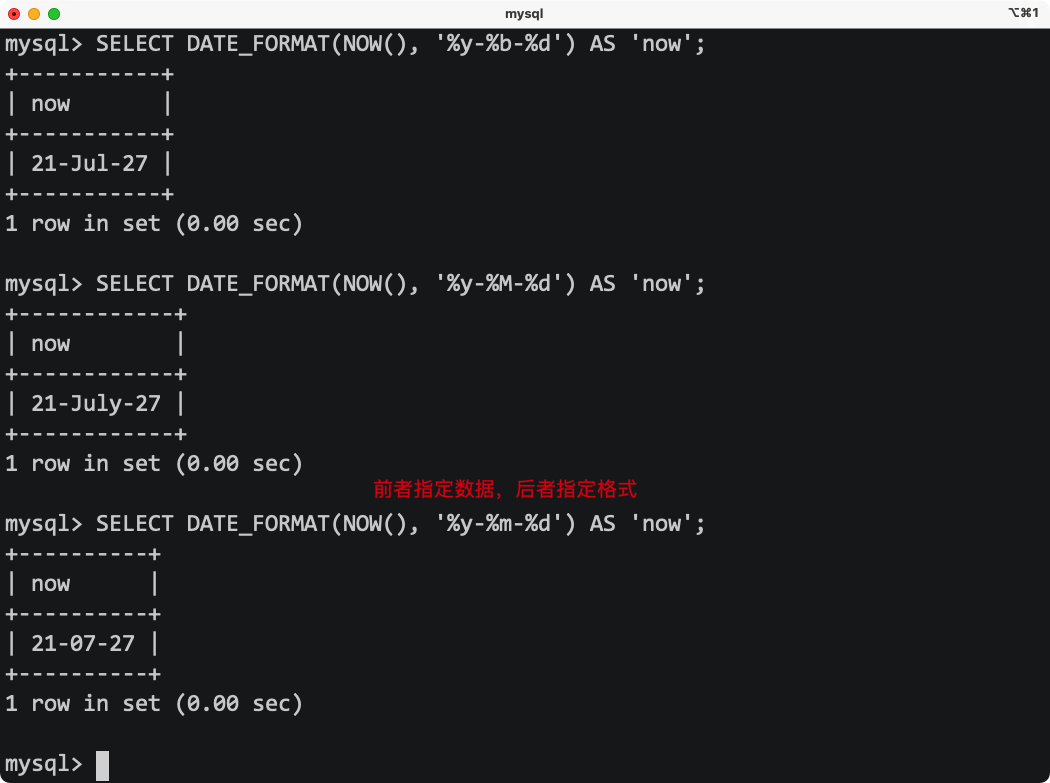 mysql
⌥⌘1
mysql> SELECT DATE_FORMAT(NOW(), '%y-%b-%d') AS 'now';
+-----------+
| now       |
+-----------+
| 21-Jul-27 |
+-----------+
1 row in set (0.00 sec)
mysql> SELECT DATE_FORMAT(NOW(), '%y-%M-%d') AS 'now';
+------------+
| now        |
+------------+
| 21-July-27 |
+------------+
1 row in set (0.00 sec)
前者指定数据，后者指定格式
mysql> SELECT DATE_FORMAT(NOW(), '%y-%m-%d') AS 'now';
+----------+
| now      |
+----------+
| 21-07-27 |
+----------+
1 row in set (0.00 sec)
mysql>